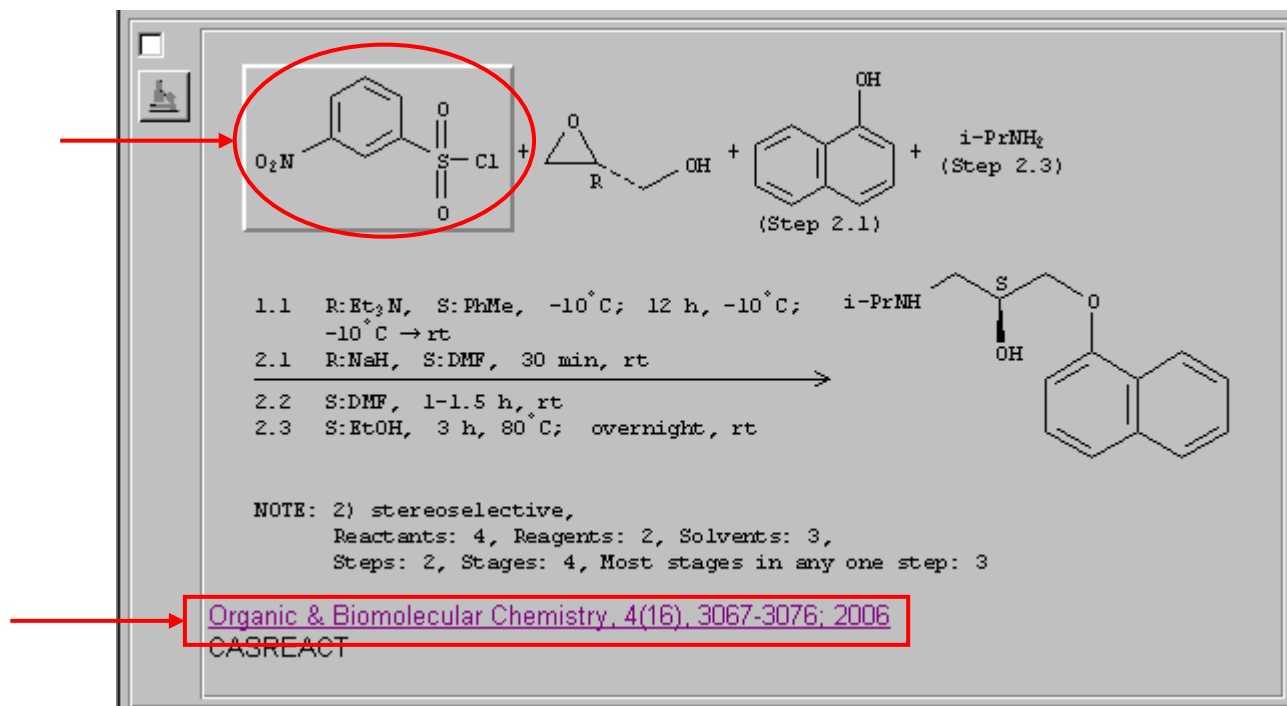 O₂N
O
S
O
Cl
+
O
R
OH
+
OH
(Step 2.1)
+
i-PrNH₂
(Step 2.3)
1.1 R:Et₃N, S:PhMe, -10°C; 12 h, -10°C;
-10°C → rt
2.1 R:NaH, S:DMF, 30 min, rt
2.2 S:DMF, 1-1.5 h, rt
2.3 S:EtOH, 3 h, 80°C; overnight, rt
i-PrNH
S
OH
O
NOTE: 2) stereoselective,
Reactants: 4, Reagents: 2, Solvents: 3,
Steps: 2, Stages: 4, Most stages in any one step: 3
Organic & Biomolecular Chemistry, 4(16), 3067-3076; 2006
CASREACT